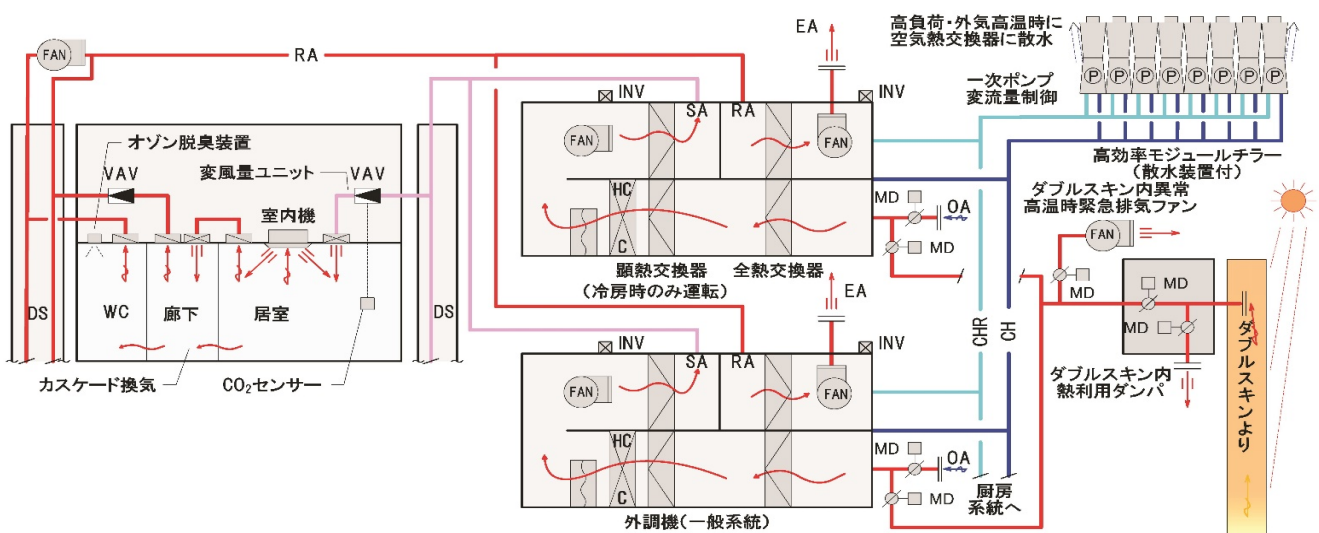 FAN
RA
オゾン脱臭装置
VAV
変風量ユニット
VAV
室内機
DS
WC
廊下
居室
DS
カスケード換気
CO₂センサー
EA
INV
INV
SA
RA
FAN
FAN
HC
C
顕熱交換器
(冷房時のみ運転)
全熱交換器
MD
OA
MD
EA
INV
INV
SA
RA
FAN
FAN
HC
C
MD
OA
MD
外調機(一般系統)
CHR
CH
厨房
系統へ
高負荷・外気高温時に
空気熱交換器に散水
一次ポンプ
変流量制御
P P P P P P P P
高効率モジュールチラー
(散水装置付)
ダブルスキン内異常
高温時緊急排気ファン
FAN
MD
MD
MD
ダブルスキン内
熱利用ダンパ
ダブルスキンより